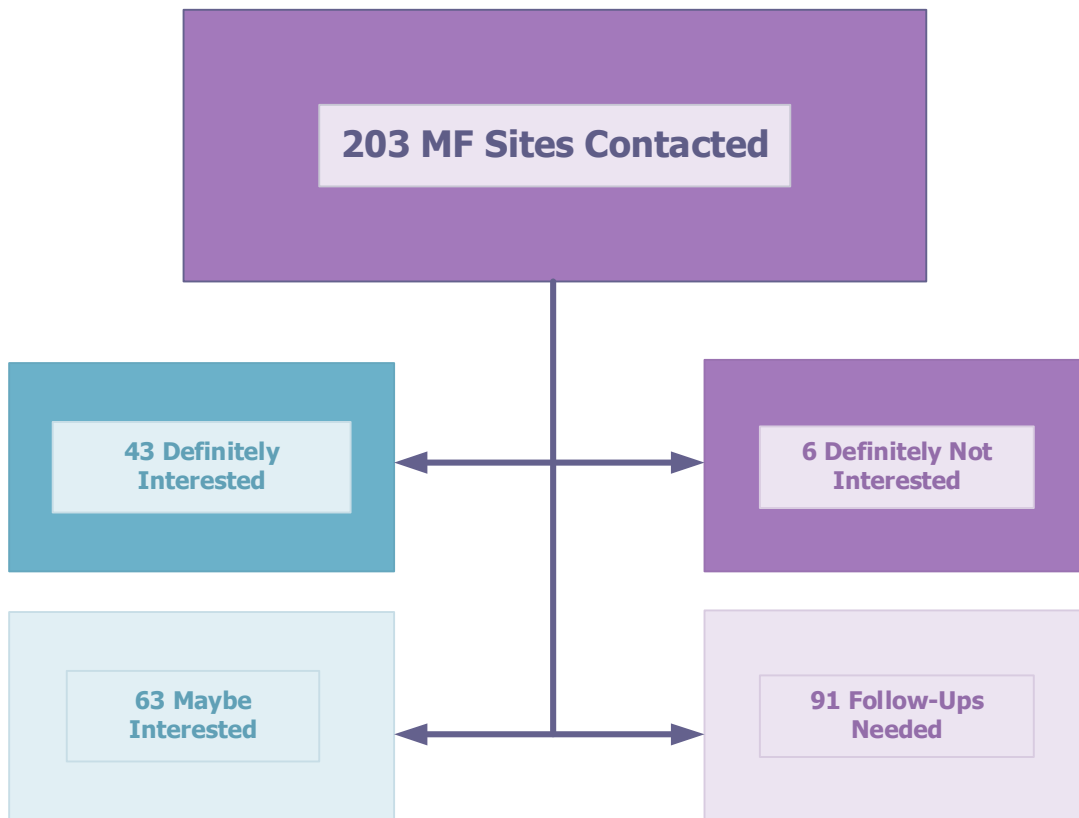 203 MF Sites Contacted
43 Definitely
Interested
6 Definitely Not
Interested
63 Maybe
Interested
91 Follow-Ups
Needed